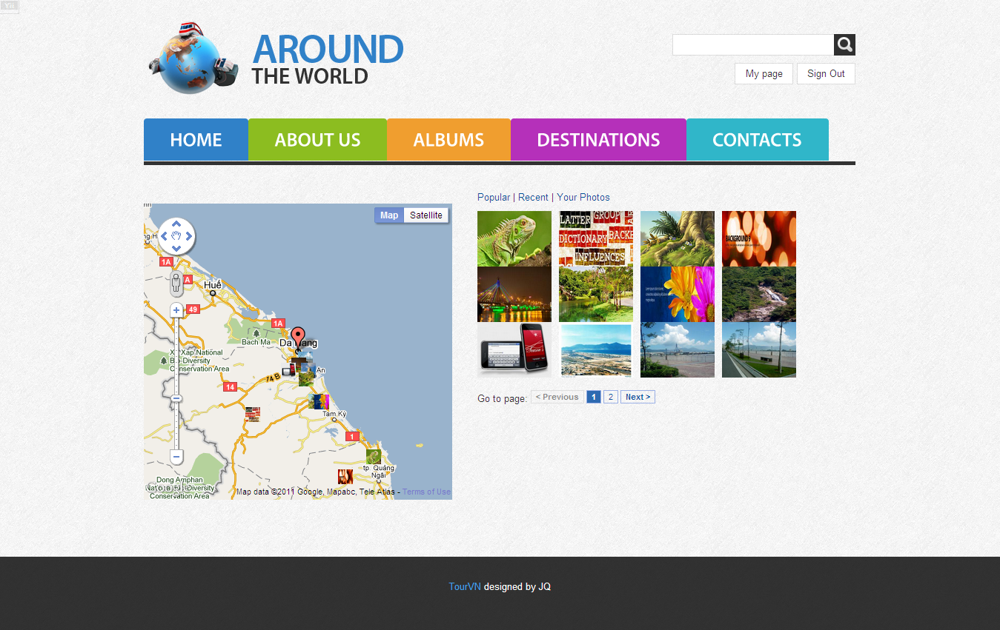 AROUND
THE WORLD
My page
Sign Out
HOME
ABOUT US
ALBUMS
DESTINATIONS
CONTACTS
Popular | Recent | Your Photos
Map
Satellite
1A
Huế
49
1A
Bach Ma
Da Nang
Xe Xap National
Bio-Diversity
Conservation Area
An
14 B
14
Tam Kỳ
1
tp. Quảng
Ngãi
Dong Amphan
National Bio-Diversity
Conservation Area
Map data ©2011 Google, Mapabc, Tele Atlas - Terms of Use
LATTER
GROUP
DICTIONARY
BACKE
INFLUENCES
BACKGROUND 9
Go to page:
< Previous
1
2
Next >
TourVN designed by JQ